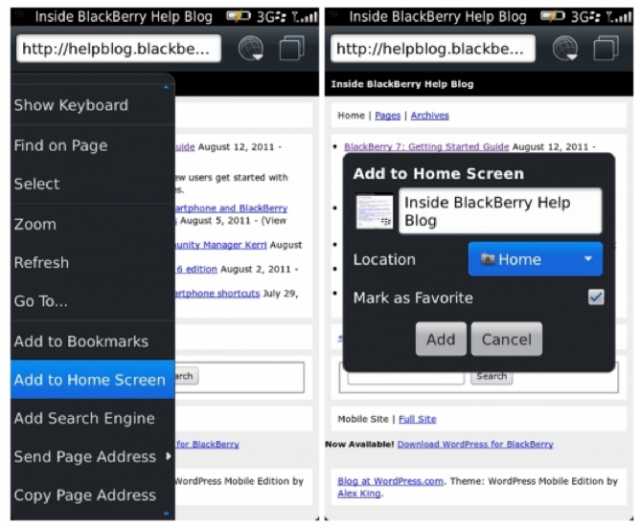 Inside BlackBerry Help Blog 3G
http://helpblog.blackbe...
Show Keyboard
Find on Page
Select
Zoom
Refresh
Go To...
Add to Bookmarks
Add to Home Screen
Add Search Engine
Send Page Address
Copy Page Address
uide August 12, 2011 -
ew users get started with
es.
artphone and BlackBerry
August 5, 2011 - (View
unity Manager Kerri August
6 edition August 2, 2011 -
artphone shortcuts July 29,
arch
for BlackBerry
WordPress Mobile Edition by
Inside BlackBerry Help Blog 3G
http://helpblog.blackbe...
Inside BlackBerry Help Blog
Home | Pages | Archives
BlackBerry 7: Getting Started Guide August 12, 2011 -
Add to Home Screen
Inside BlackBerry Help
Blog
Location Home
Mark as Favorite
Add Cancel
Search
Mobile Site | Full Site
Now Available! Download WordPress for BlackBerry
Blog at WordPress.com. Theme: WordPress Mobile Edition by
Alex King.